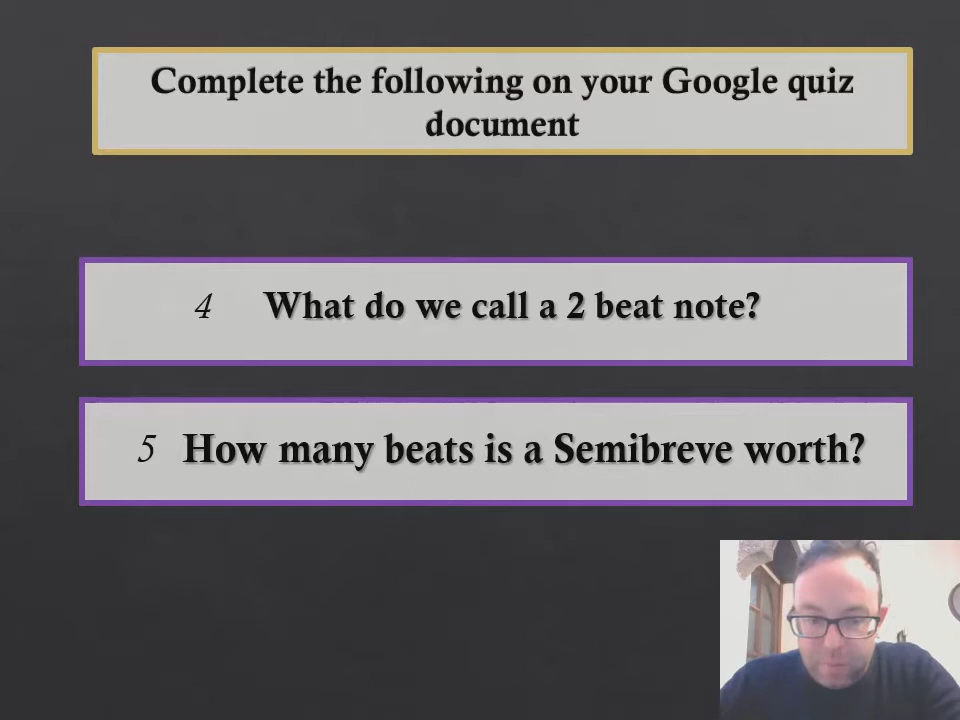 Complete the following on your Google quiz
document
4 What do we call a 2 beat note?
5 How many beats is a Semibreve worth?